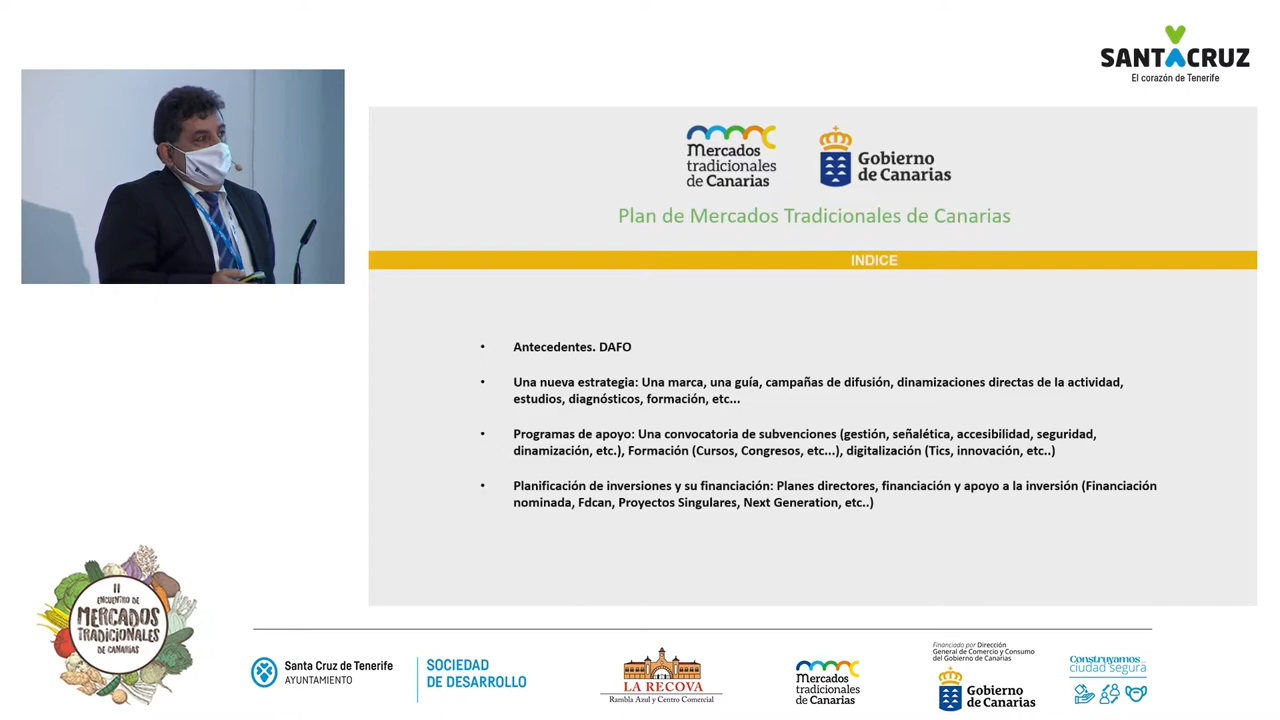 SANTACRUZ
El corazón de Tenerife
Mercados
tradicionales
de Canarias
Gobierno
de Canarias
Plan de Mercados Tradicionales de Canarias
INDICE
• Antecedentes. DAFO
• Una nueva estrategia: Una marca, una guía, campañas de difusión, dinamizaciones directas de la actividad,
estudios, diagnósticos, formación, etc...
• Programas de apoyo: Una convocatoria de subvenciones (gestión, señalética, accesibilidad, seguridad,
dinamización, etc.), Formación (Cursos, Congresos, etc...), digitalización (Tics, innovación, etc..)
• Planificación de inversiones y su financiación: Planes directores, financiación y apoyo a la inversión (Financiación
nominada, Fdcan, Proyectos Singulares, Next Generation, etc..)
II
ENCUENTRO DE
MERCADOS
TRADICIONALES
DE CANARIAS
Santa Cruz de Tenerife
AYUNTAMIENTO
SOCIEDAD
DE DESARROLLO
LA RECOVA
Rambla Azul y Centro Comercial
Mercados
tradicionales
de Canarias
Financiado por Dirección
General de Comercio y Consumo
del Gobierno de Canarias
Gobierno
de Canarias
Construyamos...
ciudad segura